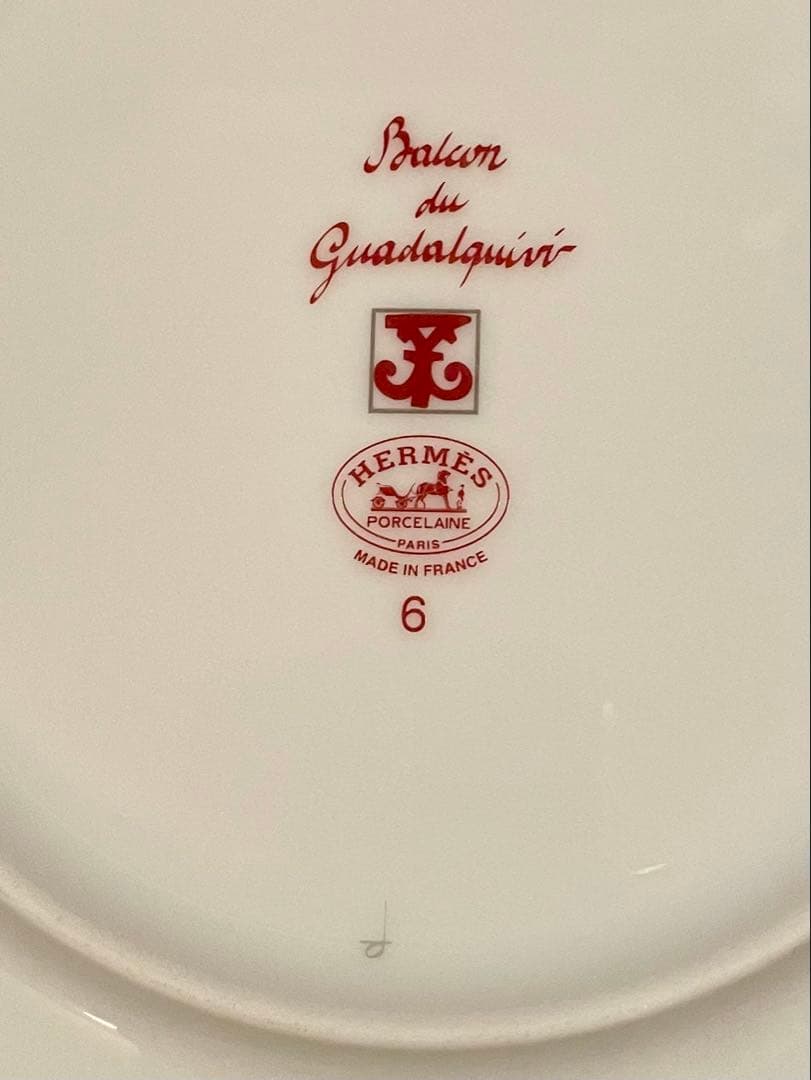 Balcon
du
Guadalquivir
HERMÈS
PORCELAINE
PARIS
MADE IN FRANCE
6